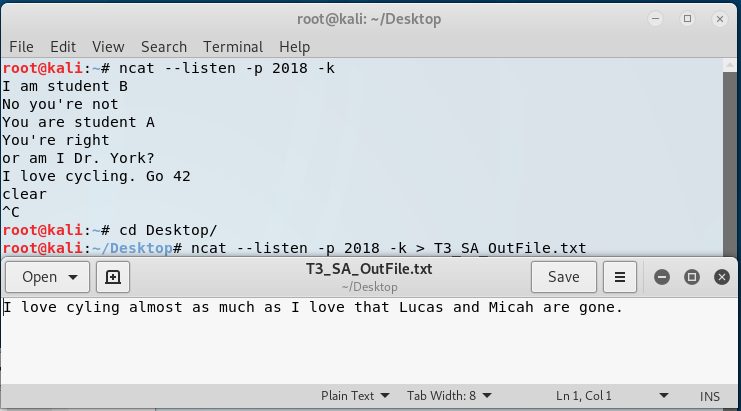 root@kali: ~/Desktop
File Edit View Search Terminal Help
root@kali:~# ncat --listen -p 2018 -k
I am student B
No you're not
You are student A
You're right
or am I Dr. York?
I love cycling. Go 42
clear
^C
root@kali:~# cd Desktop/
root@kali:~/Desktop# ncat --listen -p 2018 -k > T3_SA_OutFile.txt
Open T3_SA_OutFile.txt Save
~/Desktop
I love cyling almost as much as I love that Lucas and Micah are gone.
Plain Text Tab Width: 8 Ln 1, Col 1 INS